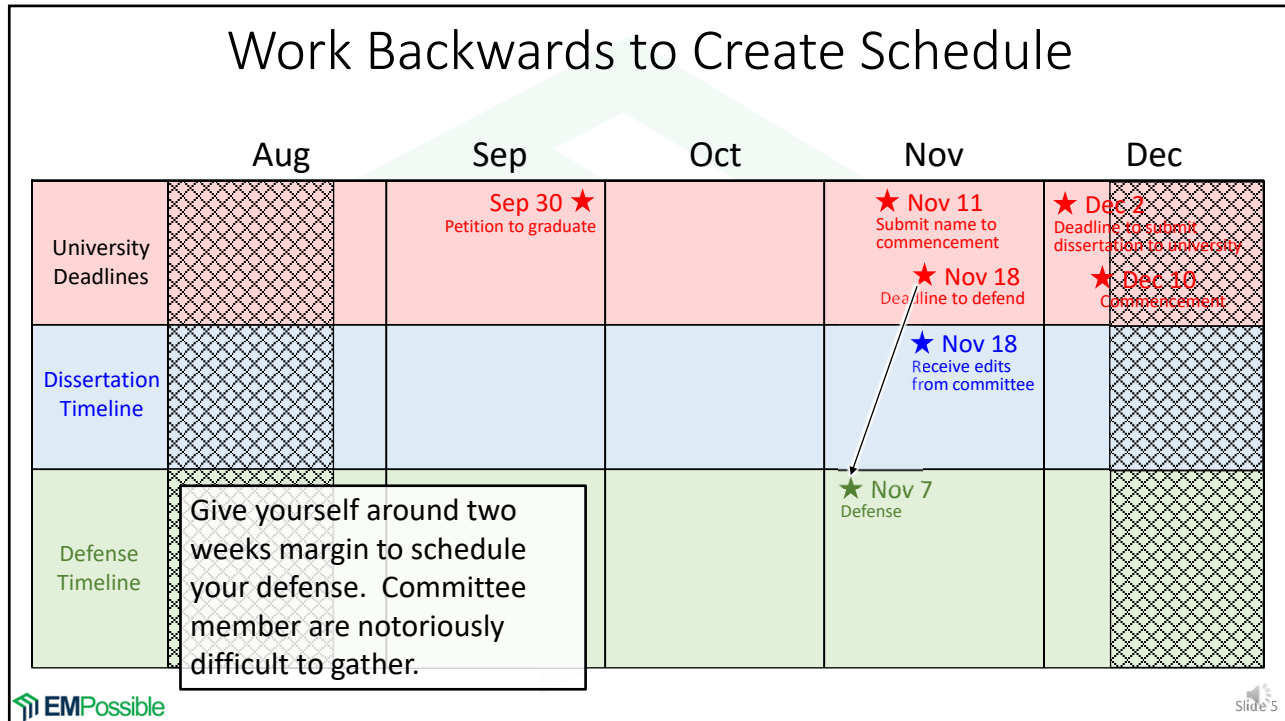 Work Backwards to Create Schedule
Aug Sep Oct Nov Dec
University
Deadlines
Sep 30
Petition to graduate
Nov 11
Submit name to
commencement
Nov 18
Deadline to defend
Dec 2
Deadline to submit
dissertation to university
Dec 10
Commencement
Dissertation
Timeline
Nov 18
Receive edits
from committee
Defense
Timeline
Nov 7
Defense
Give yourself around two
weeks margin to schedule
your defense. Committee
member are notoriously
difficult to gather.
EMPossible
Slide 5